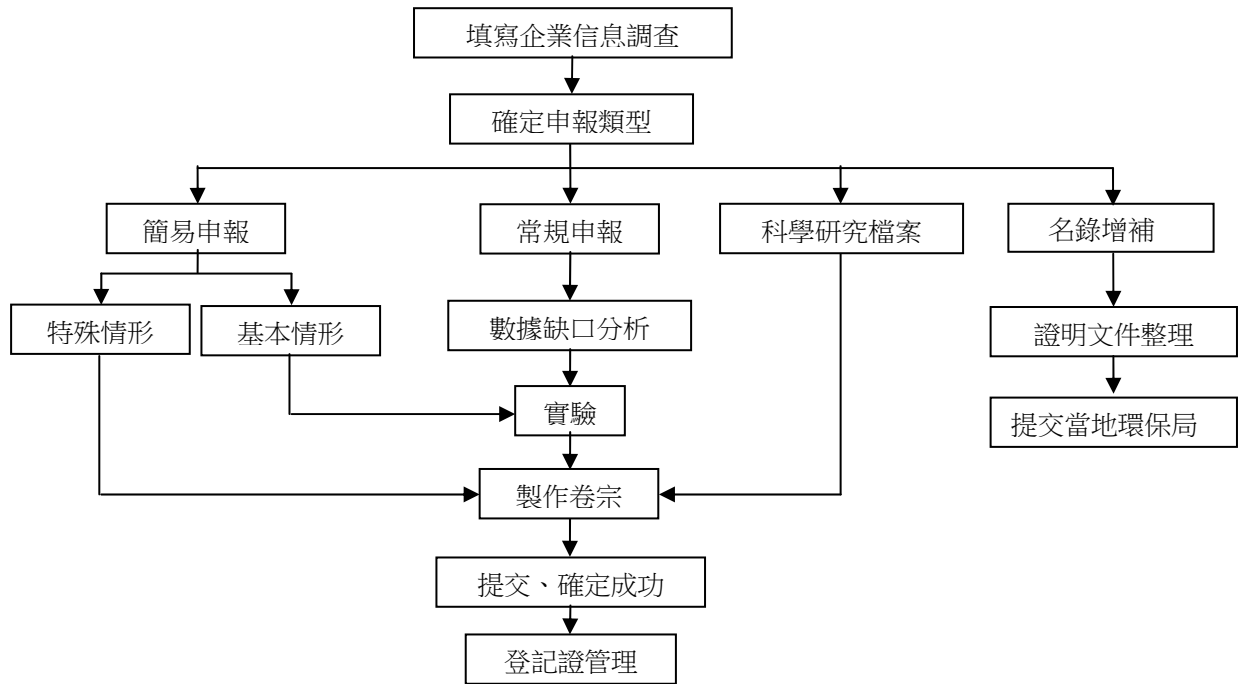 填寫企業信息調查
確定申報類型
簡易申報
常規申報
科學研究檔案
名錄增補
特殊情形
基本情形
數據缺口分析
證明文件整理
實驗
提交當地環保局
製作卷宗
提交、確定成功
登記證管理